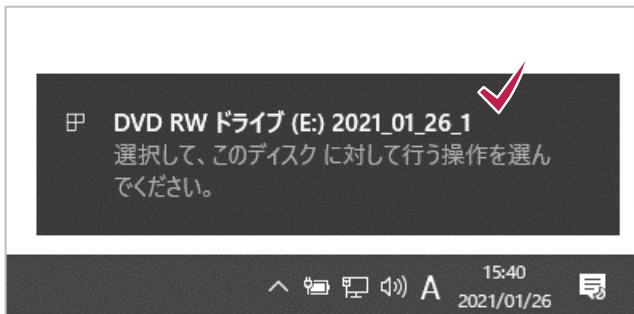 DVD RW ドライブ (E:) 2021_01_26_1
選択して、このディスク に対して行う操作を選ん
でください。
A
15:40
2021/01/26